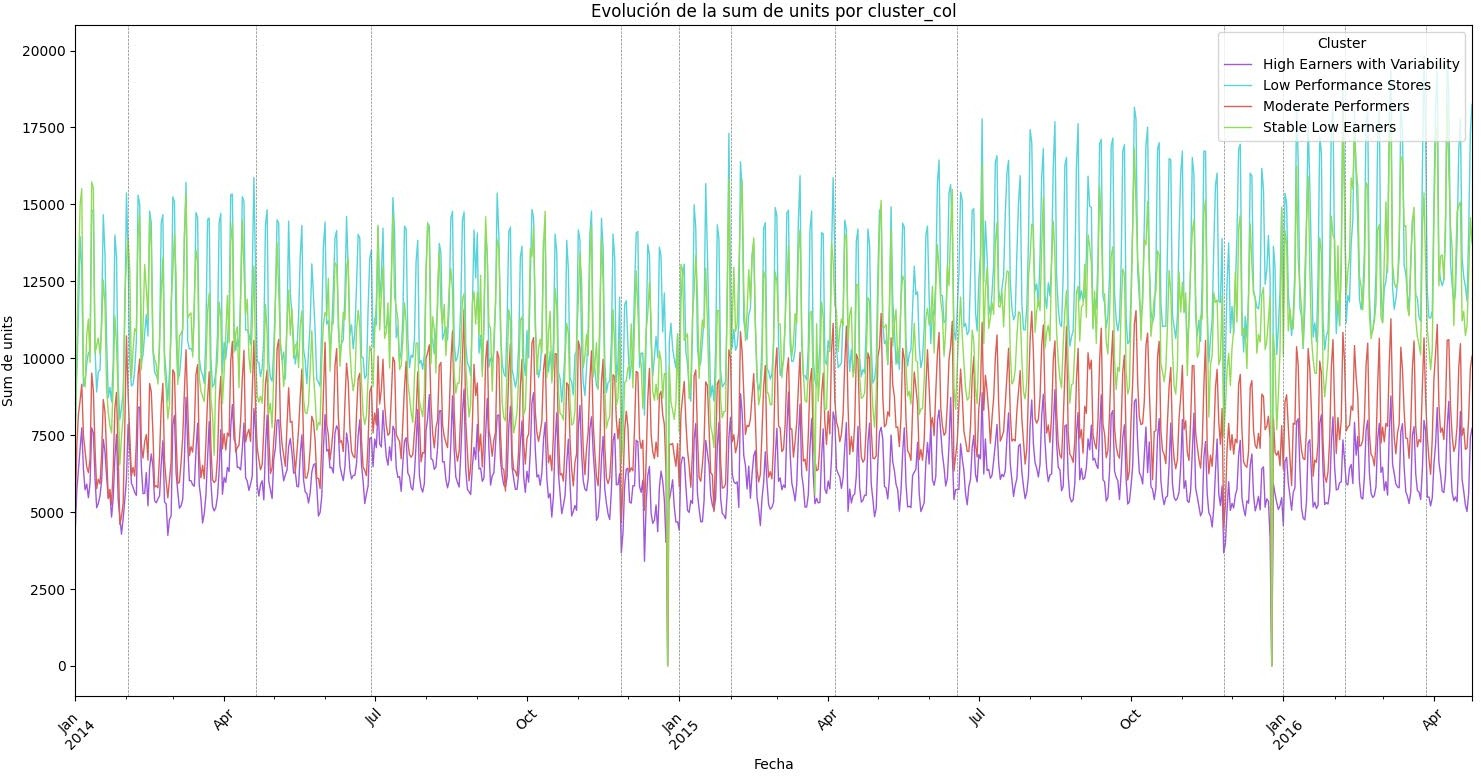 Evolución de la sum de units por cluster_col
Cluster
High Earners with Variability
Low Performance Stores
Moderate Performers
Stable Low Earners
Sum de units
20000
17500
15000
12500
10000
7500
5000
2500
0
Jan
2014
Apr
Jul
Oct
Jan
2015
Apr
Jul
Oct
Jan
2016
Apr
Fecha